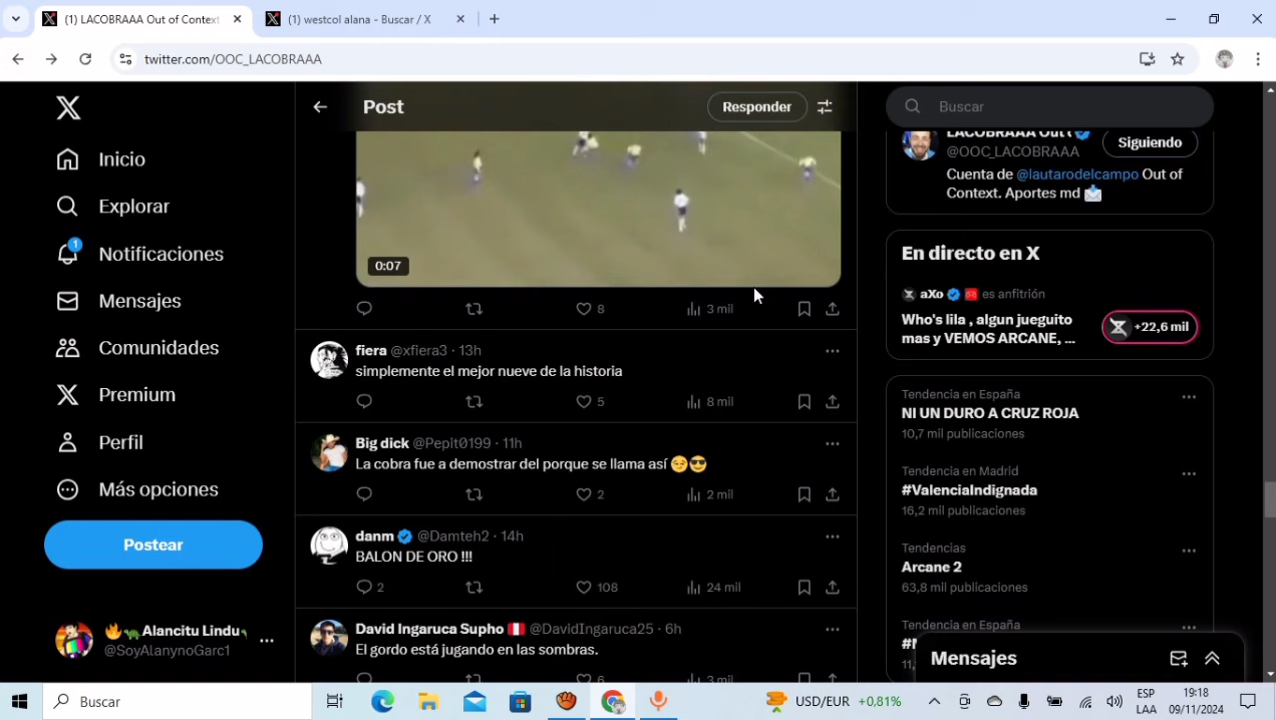 (1) LACOBRAAA Out of Context
(1) westcol alana - Buscar / X
twitter.com/OOC_LACOBRAAA
Inicio
Explorar
1
Notificaciones
Mensajes
Comunidades
Premium
Perfil
Más opciones
Postear
🔥🦖Alancitu Lindu
@SoyAlanynoGarc1
Post
Responder
0:07
8
3 mil
fiera @xfiera3 · 13h
simplemente el mejor nueve de la historia
5
8 mil
Big dick @Pepit0199 · 11h
La cobra fue a demostrar del porque se llama así 😏😎
2
2 mil
danm @Damteh2 · 14h
BALON DE ORO !!!
2
108
24 mil
David Ingaruca Supho 🇵🇪 @DavidIngaruca25 · 6h
El gordo está jugando en las sombras.
6
3 mil
Buscar
LACOBRAAA Out
@OOC_LACOBRAAA
Siguiendo
Cuenta de @lautarodelcampo Out of
Context. Aportes md 📩
En directo en X
aXo es anfitrión
Who's lila , algun jueguito
mas y VEMOS ARCANE, ...
+22,6 mil
Tendencia en España
NI UN DURO A CRUZ ROJA
10,7 mil publicaciones
Tendencia en Madrid
#ValenciaIndignada
16,2 mil publicaciones
Tendencias
Arcane 2
63,8 mil publicaciones
Tendencia en España
Mensajes
Buscar
USD/EUR +0,81%
ESP
LAA
19:18
09/11/2024